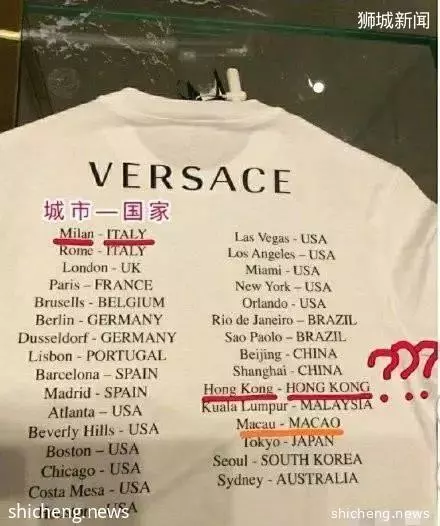 狮城新闻
VERSACE
城市—国家
Milan - ITALY
Rome - ITALY
London - UK
Paris - FRANCE
Brusells - BELGIUM
Berlin - GERMANY
Dusseldorf - GERMANY
Lisbon - PORTUGAL
Barcelona – SPAIN
Madrid - SPAIN
Atlanta – USA
Beverly Hills - USA
Boston – USA
Chicago - USA
Costa Mesa - USA
Las Vegas - USA
Los Angeles – USA
Miami - USA
New York – USA
Orlando - USA
Rio de Janeiro – BRAZIL
Sao Paolo – BRAZIL
Beijing - CHINA
Shanghai - CHINA
Hong Kong - HONG KONG
Kuala Lumpur - MALAYSIA
Macau - MACAO
Tokyo - JAPAN
Seoul - SOUTH KOREA
Sydney - AUSTRALIA
???
shicheng.news
shicheng.news